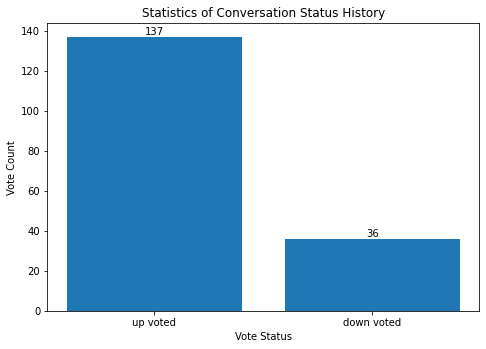 Statistics of Conversation Status History
137
36
140
120
100
80
60
40
20
0
Vote Count
up voted
down voted
Vote Status